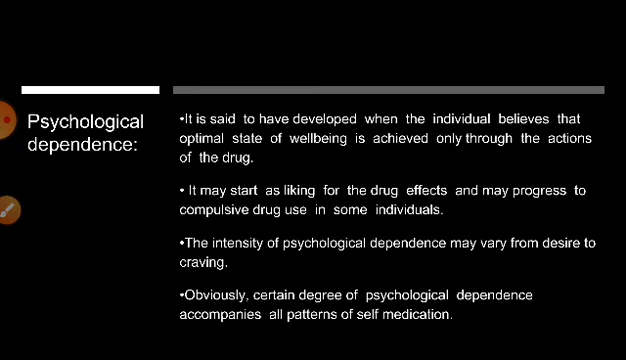 Psychological
dependence:
•It is said to have developed when the individual believes that
optimal state of wellbeing is achieved only through the actions
of the drug.
• It may start as liking for the drug effects and may progress to
compulsive drug use in some individuals.
•The intensity of psychological dependence may vary from desire to
craving.
•Obviously, certain degree of psychological dependence
accompanies all patterns of self medication.